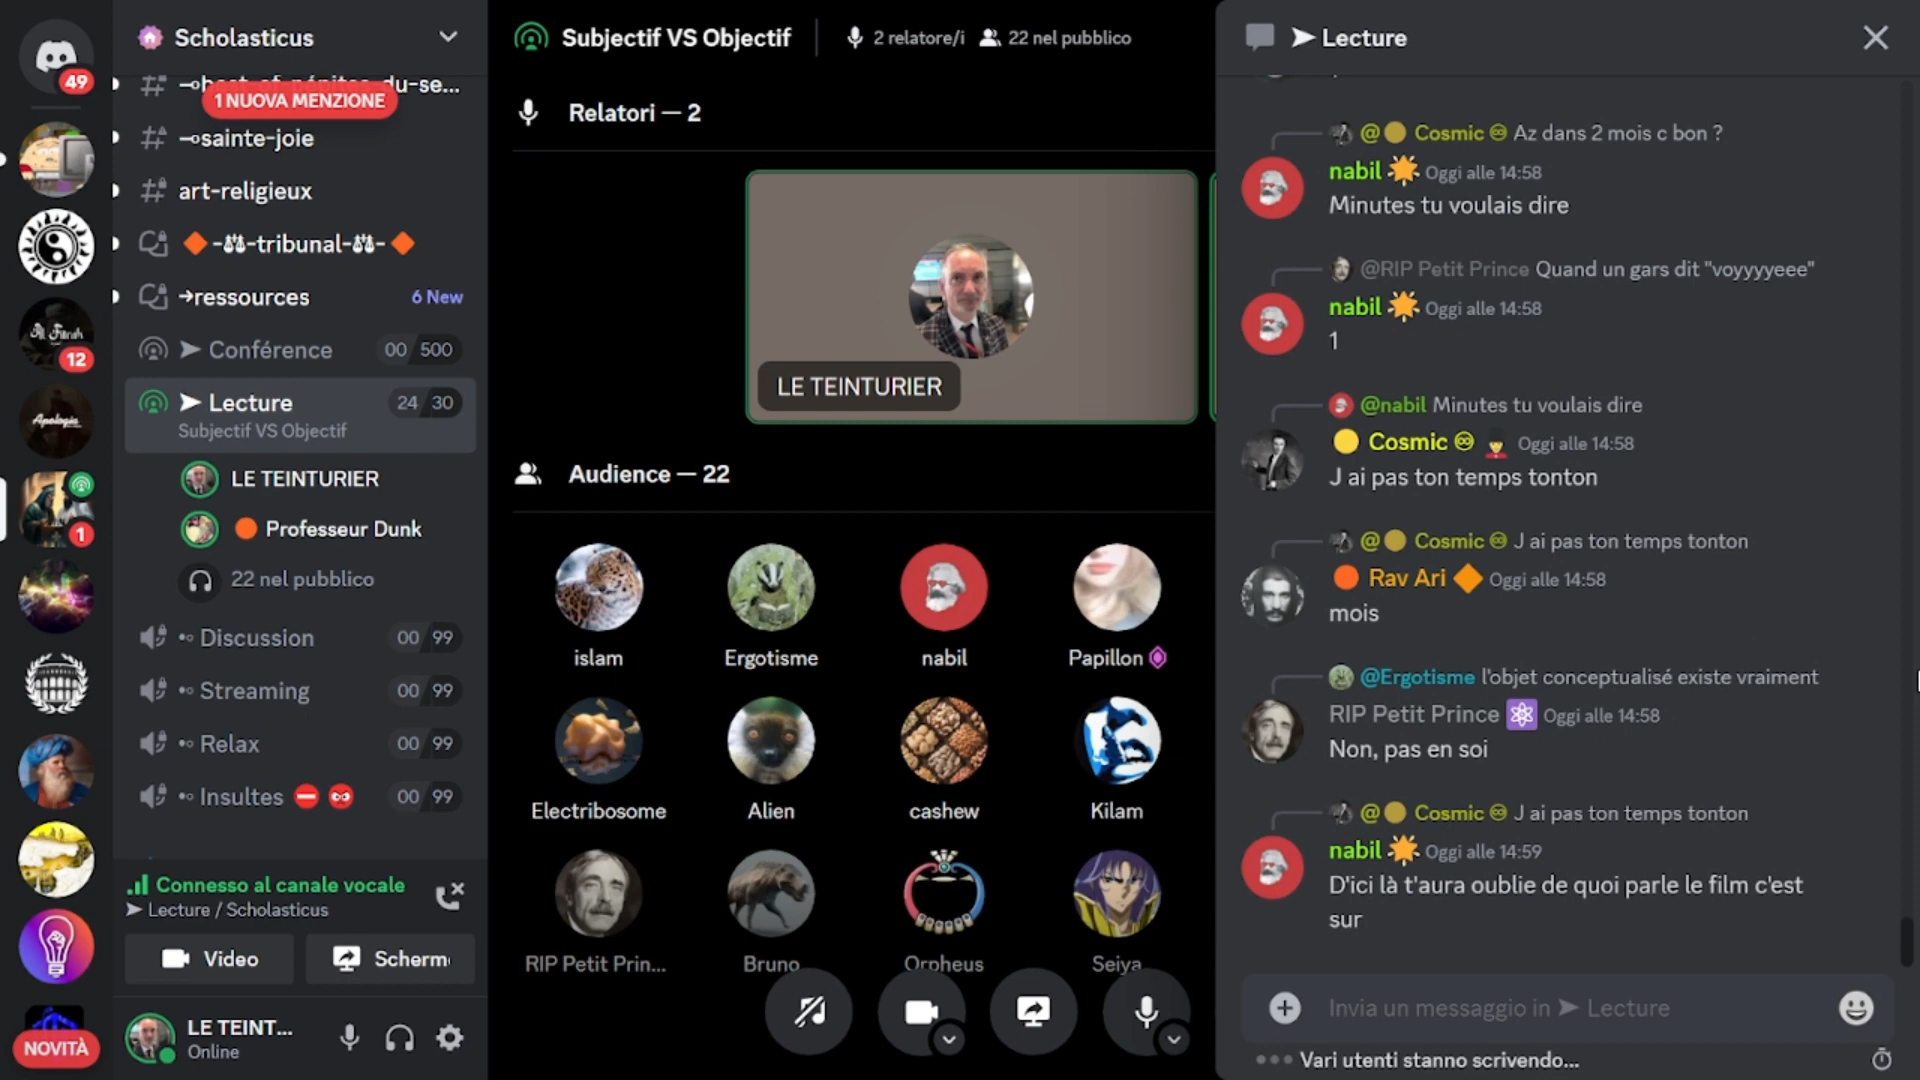 49
12
1
NOVITÀ
Scholasticus
1 NUOVA MENZIONE
du-se...
sainte-joie
art-religieux
-tribunal-
ressources
6 New
Conférence
00 500
Lecture
24 30
Subjectif VS Objectif
LE TEINTURIER
Professeur Dunk
22 nel pubblico
Discussion
00 99
Streaming
00 99
Relax
00 99
Insultes
00 99
Connesso al canale vocale
Lecture / Scholasticus
Video
Scherm
LE TEINT...
Online
Subjectif VS Objectif
2 relatore/i
22 nel pubblico
Relatori — 2
LE TEINTURIER
Audience — 22
islam
Ergotisme
nabil
Papillon
Electribosome
Alien
cashew
Kilam
RIP Petit Prin...
Bruno
Orpheus
Seiya
Lecture
@ Cosmic Az dans 2 mois c bon ?
nabil Oggi alle 14:58
Minutes tu voulais dire
@RIP Petit Prince Quand un gars dit "voyyyyeee"
nabil Oggi alle 14:58
1
@nabil Minutes tu voulais dire
Cosmic Oggi alle 14:58
J ai pas ton temps tonton
@ Cosmic J ai pas ton temps tonton
Rav Ari Oggi alle 14:58
mois
@Ergotisme l'objet conceptualisé existe vraiment
RIP Petit Prince Oggi alle 14:58
Non, pas en soi
@ Cosmic J ai pas ton temps tonton
nabil Oggi alle 14:59
D'ici là t'aura oublie de quoi parle le film c'est
sur
Invia un messaggio in Lecture
Vari utenti stanno scrivendo...